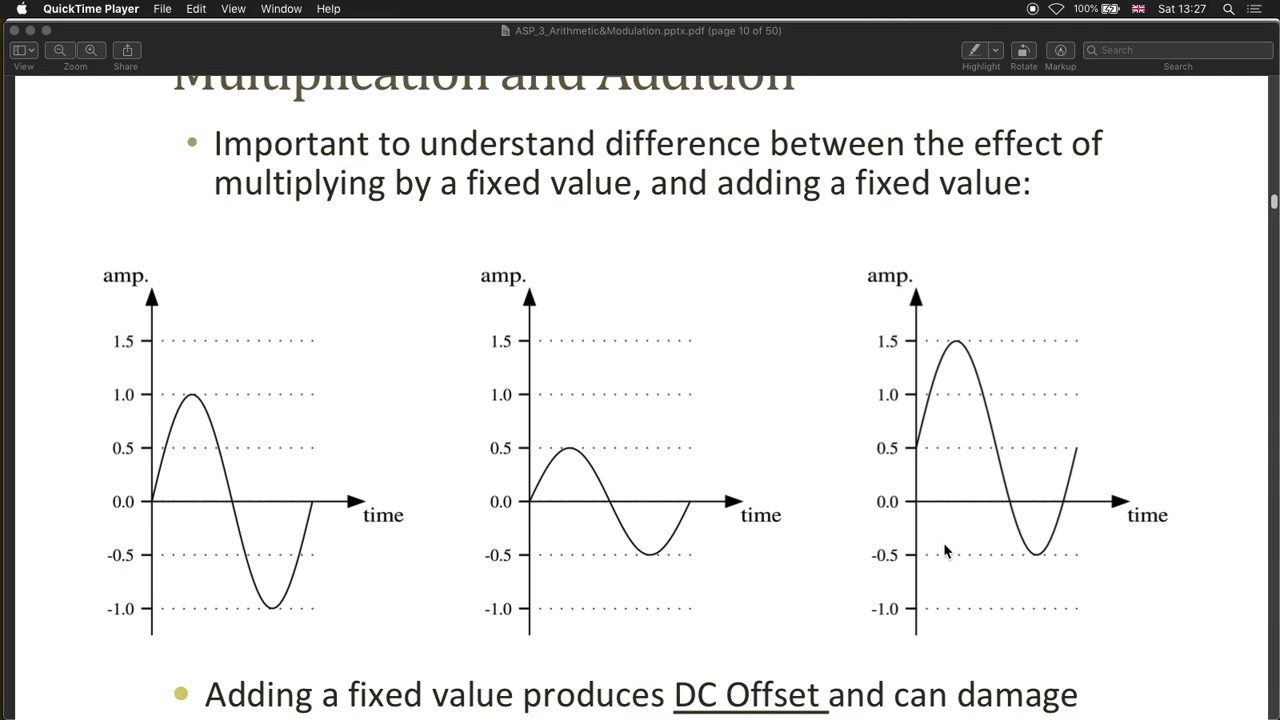 QuickTime Player File Edit View Window Help 100% Sat 13:27
ASP_3_Arithmetic&Modulation.pptx.pdf (page 10 of 50)
Search
View Zoom Share Highlight Rotate Markup Search
Multiplication and Addition
• Important to understand difference between the effect of
multiplying by a fixed value, and adding a fixed value:
amp. amp. amp.
1.5 1.5 1.5
1.0 1.0 1.0
0.5 0.5 0.5
0.0 0.0 0.0
time time time
-0.5 -0.5 -0.5
-1.0 -1.0 -1.0
• Adding a fixed value produces DC Offset and can damage